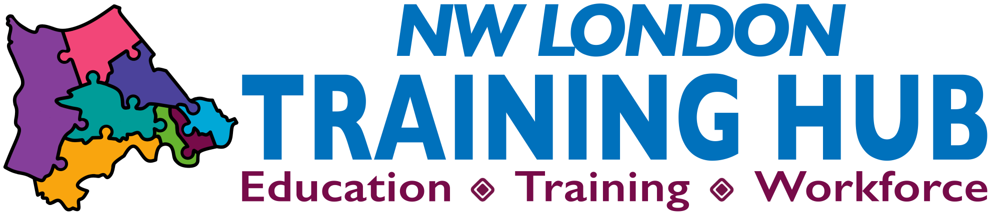 NW LONDON
TRAINING HUB
Education ◈ Training ◈ Workforce